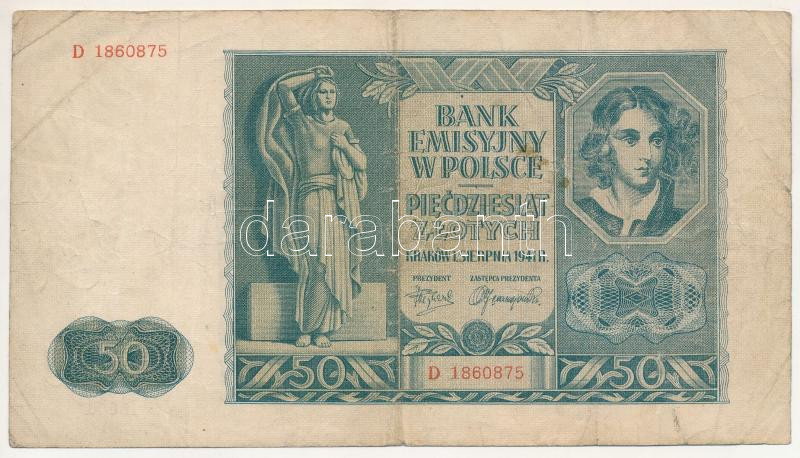 D 1860875
BANK
EMISYJNY
W POLSCE
PIĘĆDZIESIĄT
ZŁOTYCH
KRAKÓW 1. SIERPNIA 1941 R.
PREZYDENT ZASTĘPCA PREZYDENTA
darabanth
50
50 D 1860875 50